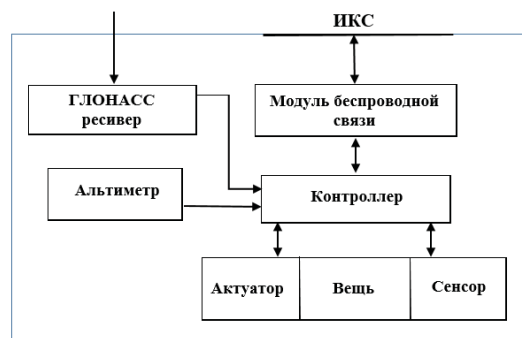 ИКС
ГЛОНАСС
ресивер
Модуль беспроводной
связи
Альтиметр
Контроллер
Актуатор
Вещь
Сенсор